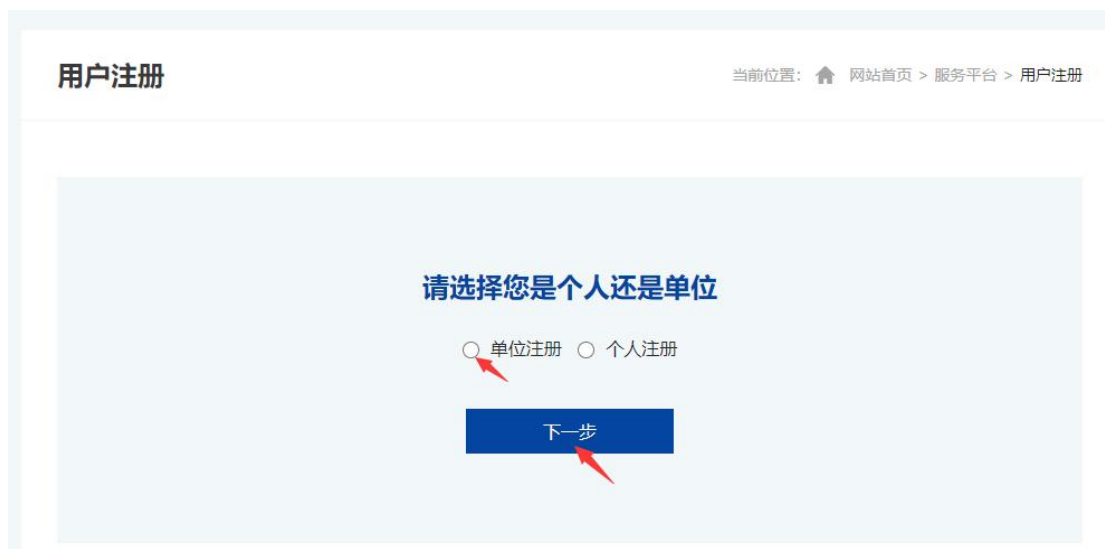 用户注册
当前位置： 网站首页 > 服务平台 > 用户注册
请选择您是个人还是单位
单位注册 个人注册
下一步